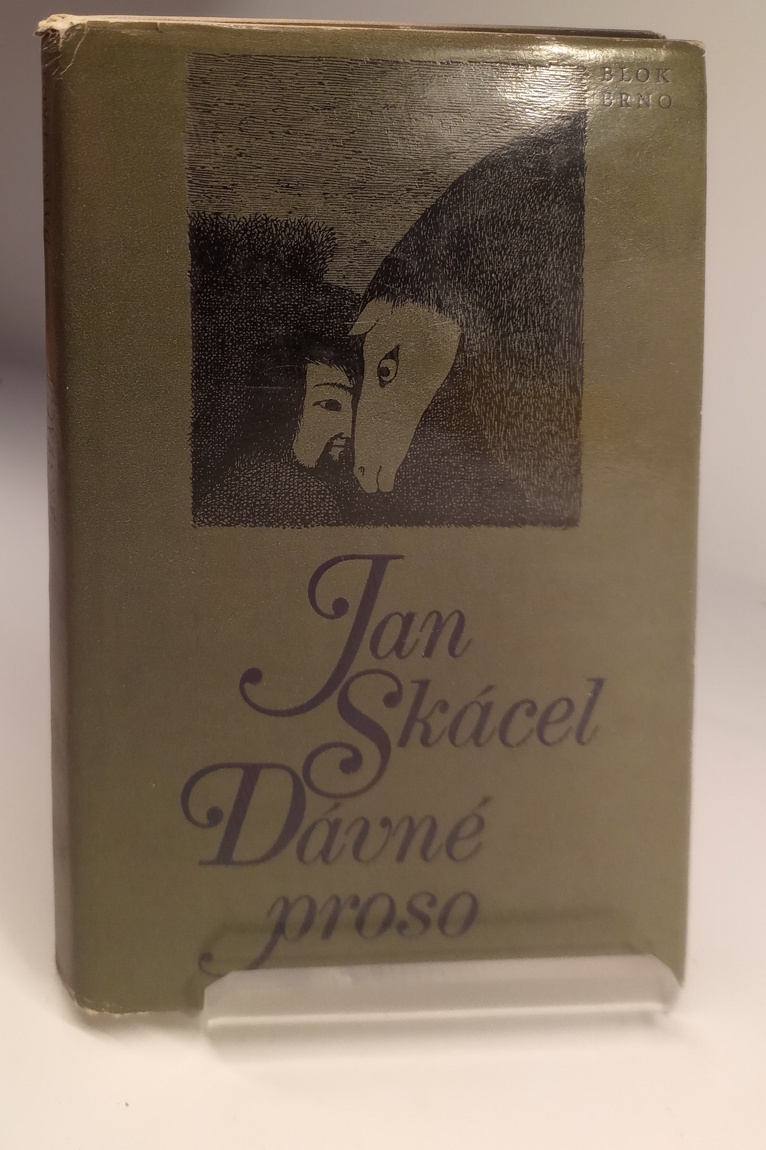 BLOK
BRNO
Jan
Skácel
Dávné
proso